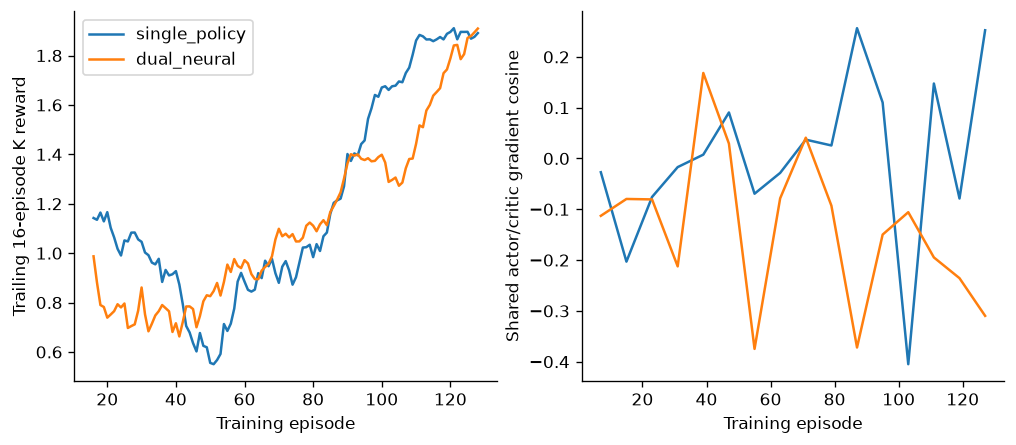 single_policy
dual_neural
Trailing 16-episode K reward
1.8
1.6
1.4
1.2
1.0
0.8
0.6
20 40 60 80 100 120
Training episode
Shared actor/critic gradient cosine
0.2
0.1
0.0
−0.1
−0.2
−0.3
−0.4
20 40 60 80 100 120
Training episode